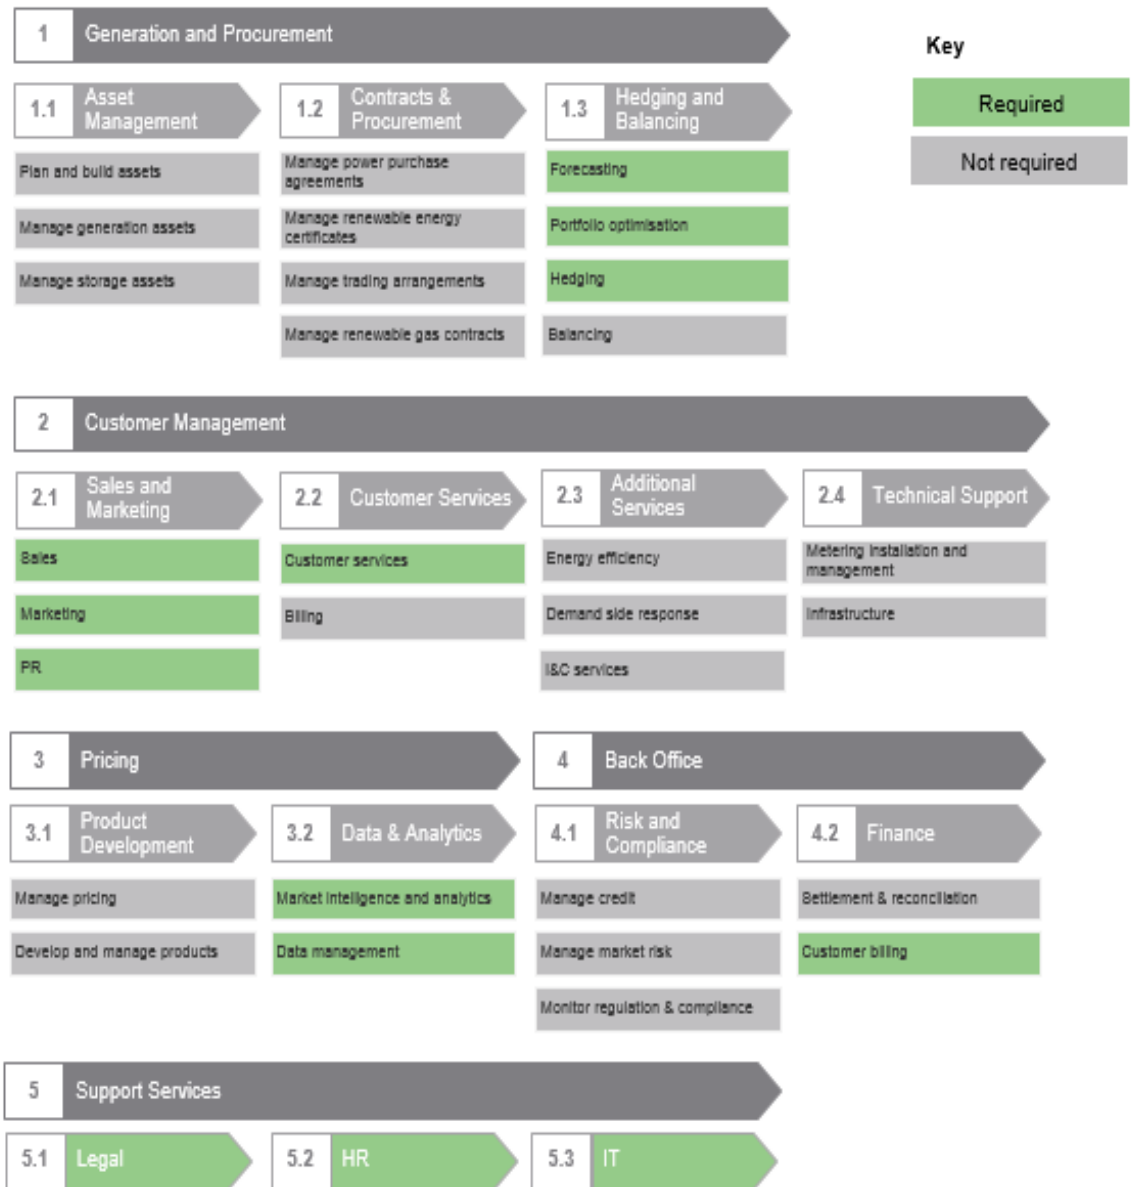 1 Generation and Procurement
Key
Required
Not required
1.1 Asset
Management
1.2 Contracts &
Procurement
1.3 Hedging and
Balancing
Plan and build assets
Manage generation assets
Manage storage assets
Manage power purchase
agreements
Manage renewable energy
certificates
Manage trading arrangements
Manage renewable gas contracts
Forecasting
Portfolio optimisation
Hedging
Balancing
2 Customer Management
2.1 Sales and
Marketing
2.2 Customer Services
2.3 Additional
Services
2.4 Technical Support
Sales
Marketing
PR
Customer services
Billing
Energy efficiency
Demand side response
I&C services
Metering installation and
management
Infrastructure
3 Pricing
4 Back Office
3.1 Product
Development
3.2 Data & Analytics
4.1 Risk and
Compliance
4.2 Finance
Manage pricing
Develop and manage products
Market intelligence and analytics
Data management
Manage credit
Manage market risk
Monitor regulation & compliance
Settlement & reconciliation
Customer billing
5 Support Services
5.1 Legal
5.2 HR
5.3 IT